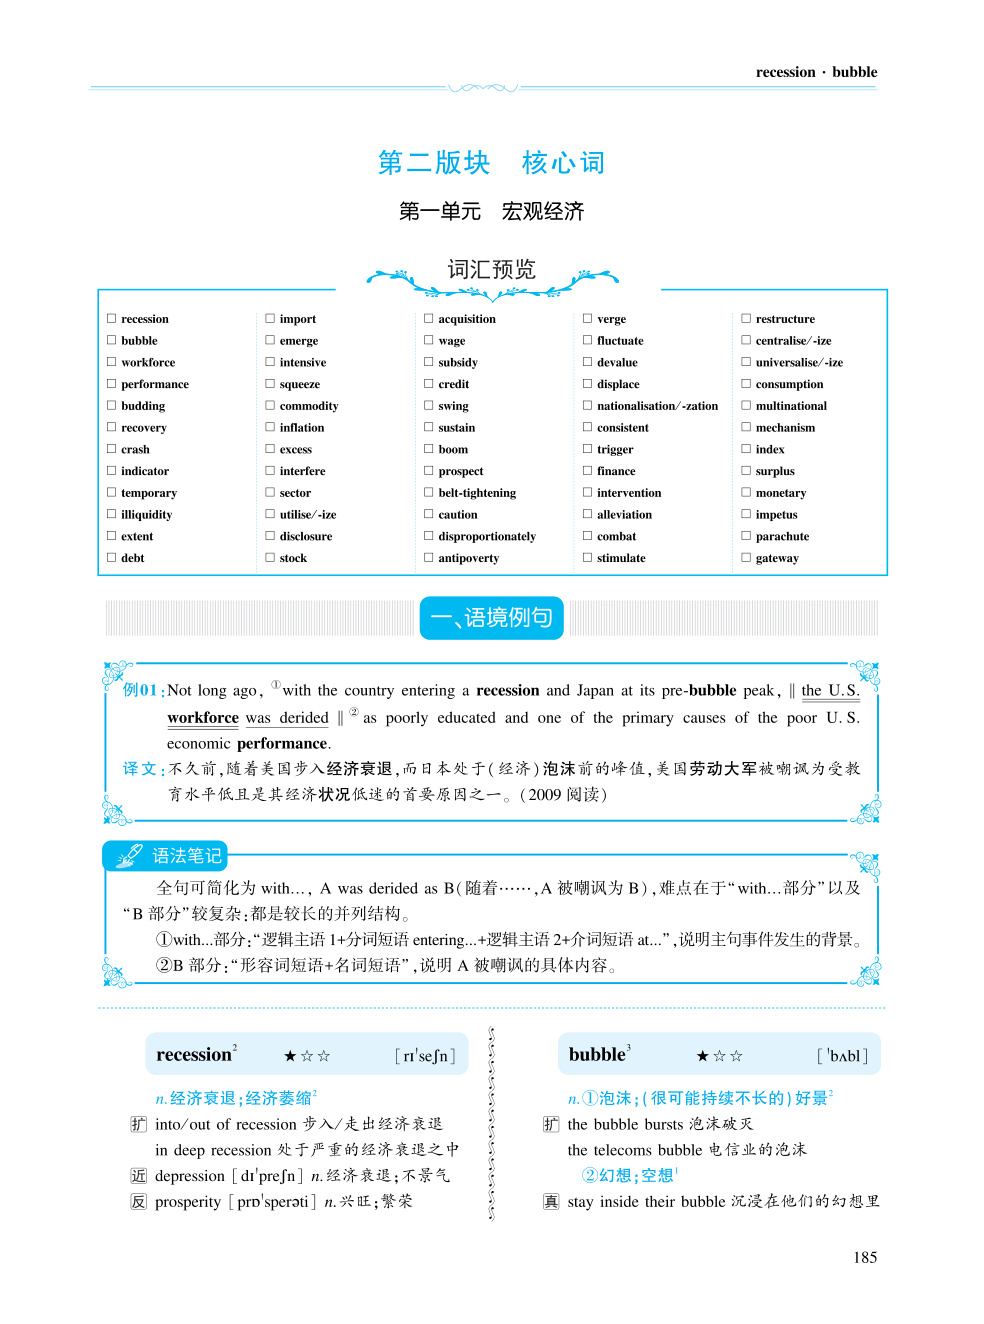 recession · bubble
第二版块 核心词
第一单元 宏观经济
词汇预览
□ recession □ import □ acquisition □ verge □ restructure
□ bubble □ emerge □ wage □ fluctuate □ centralise/-ize
□ workforce □ intensive □ subsidy □ devalue □ universalise/-ize
□ performance □ squeeze □ credit □ displace □ consumption
□ budding □ commodity □ swing □ nationalisation/-zation □ multinational
□ recovery □ inflation □ sustain □ consistent □ mechanism
□ crash □ excess □ boom □ trigger □ index
□ indicator □ interfere □ prospect □ finance □ surplus
□ temporary □ sector □ belt-tightening □ intervention □ monetary
□ illiquidity □ utilise/-ize □ caution □ alleviation □ impetus
□ extent □ disclosure □ disproportionately □ combat □ parachute
□ debt □ stock □ antipoverty □ stimulate □ gateway
一、语境例句
例01:Not long ago, ①with the country entering a recession and Japan at its pre-bubble peak, ‖ the U.S.
workforce was derided ‖ ②as poorly educated and one of the primary causes of the poor U.S.
economic performance.
译文:不久前,随着美国步入经济衰退,而日本处于(经济)泡沫前的峰值,美国劳动大军被嘲讽为受教
育水平低且是其经济状况低迷的首要原因之一。(2009 阅读)
语法笔记
全句可简化为 with…, A was derided as B(随着……,A 被嘲讽为 B),难点在于“with…部分”以及
“B 部分”较复杂:都是较长的并列结构。
①with...部分:“逻辑主语 1+分词短语 entering...+逻辑主语 2+介词短语 at...”,说明主句事件发生的背景。
②B 部分:“形容词短语+名词短语”,说明 A 被嘲讽的具体内容。
recession² ★☆☆ [rɪˈseʃn]
n.经济衰退;经济萎缩²
扩 into/out of recession 步入/走出经济衰退
in deep recession 处于严重的经济衰退之中
近 depression [dɪˈpreʃn] n.经济衰退;不景气
反 prosperity [prɒˈsperəti] n.兴旺;繁荣
bubble³ ★☆☆ [ˈbʌbl]
n.①泡沫;(很可能持续不长的)好景²
扩 the bubble bursts 泡沫破灭
the telecoms bubble 电信业的泡沫
②幻想;空想¹
真 stay inside their bubble 沉浸在他们的幻想里
185